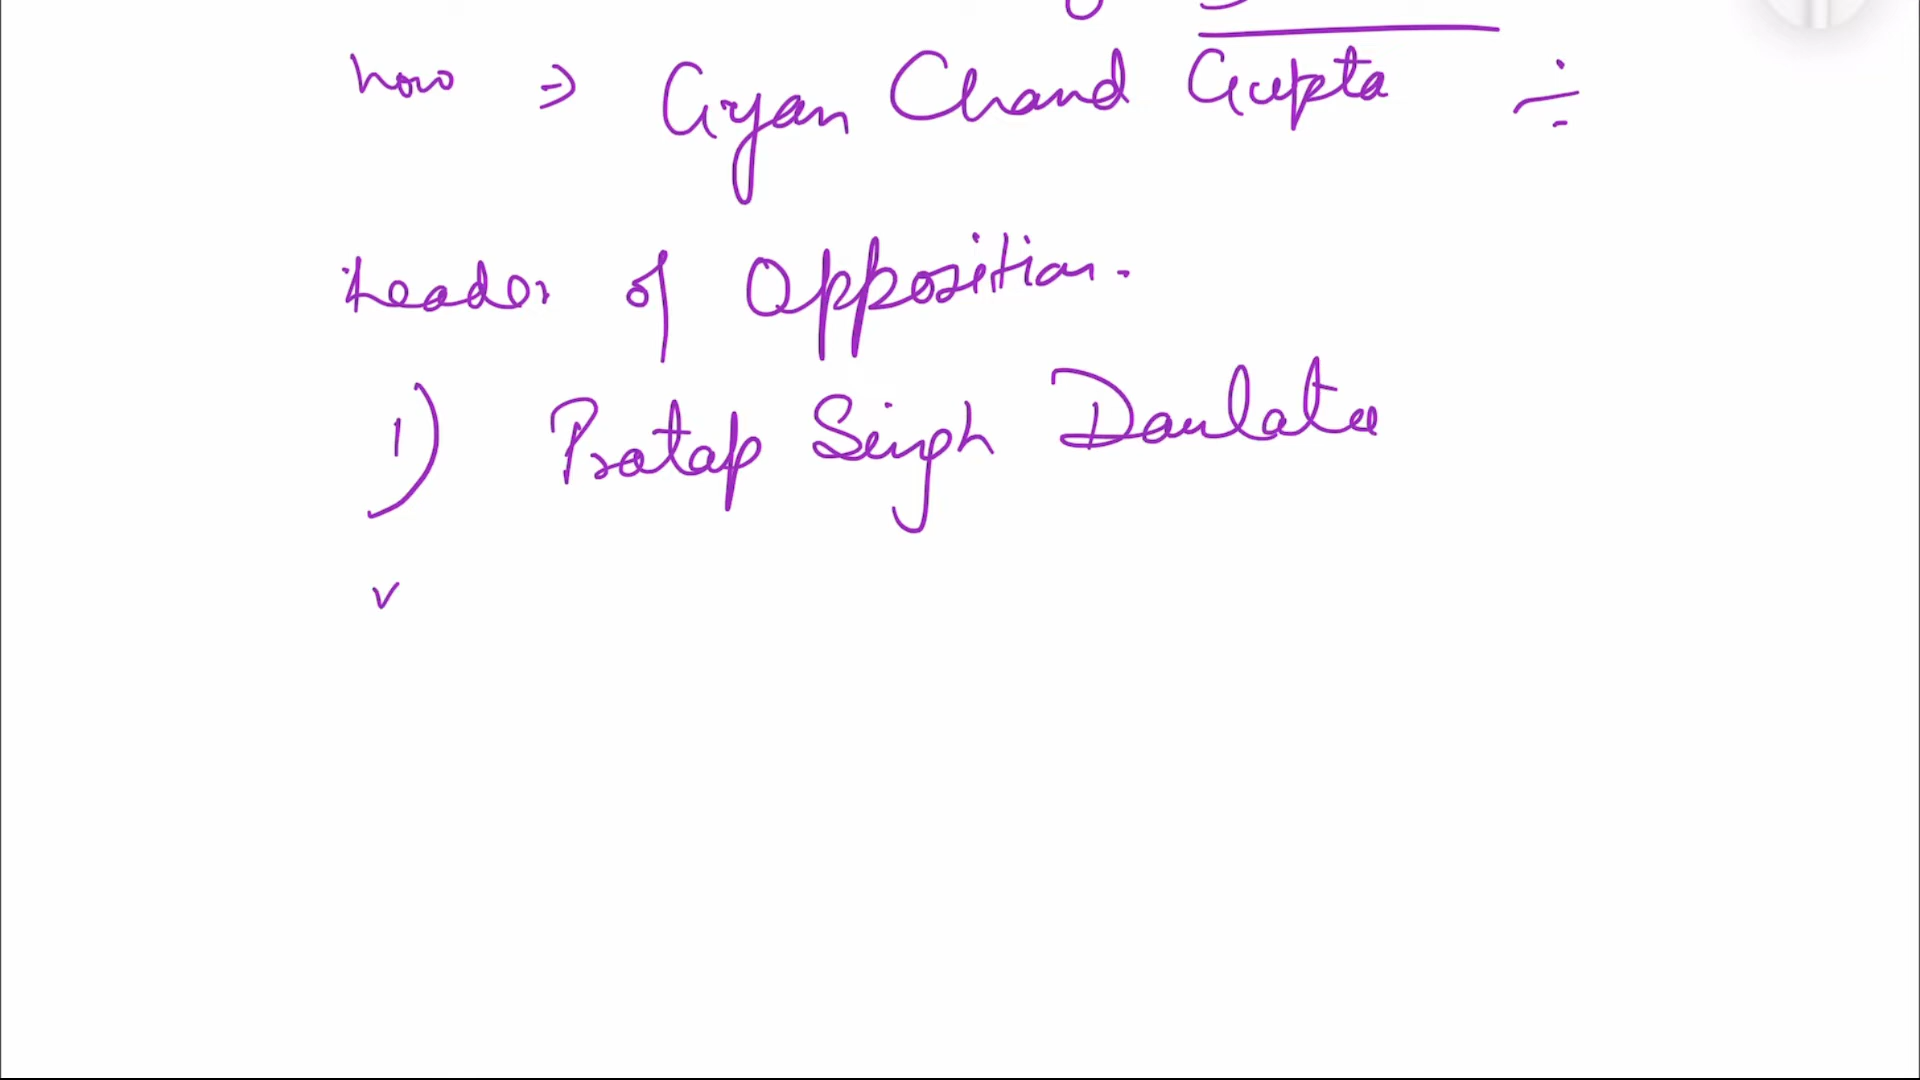 now ⇒ Gyan Chand Gupta ÷
Leader of Opposition.
1) Pratap Singh Daulata